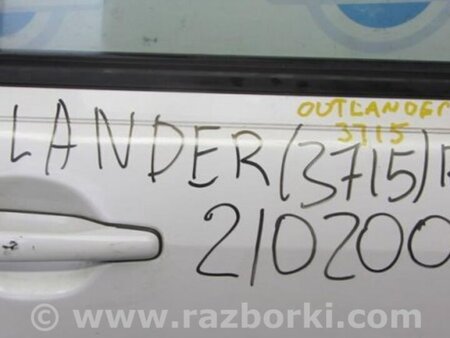 OUTLANDER
3715
LANDER(3715)
210200
© www.razborki.com